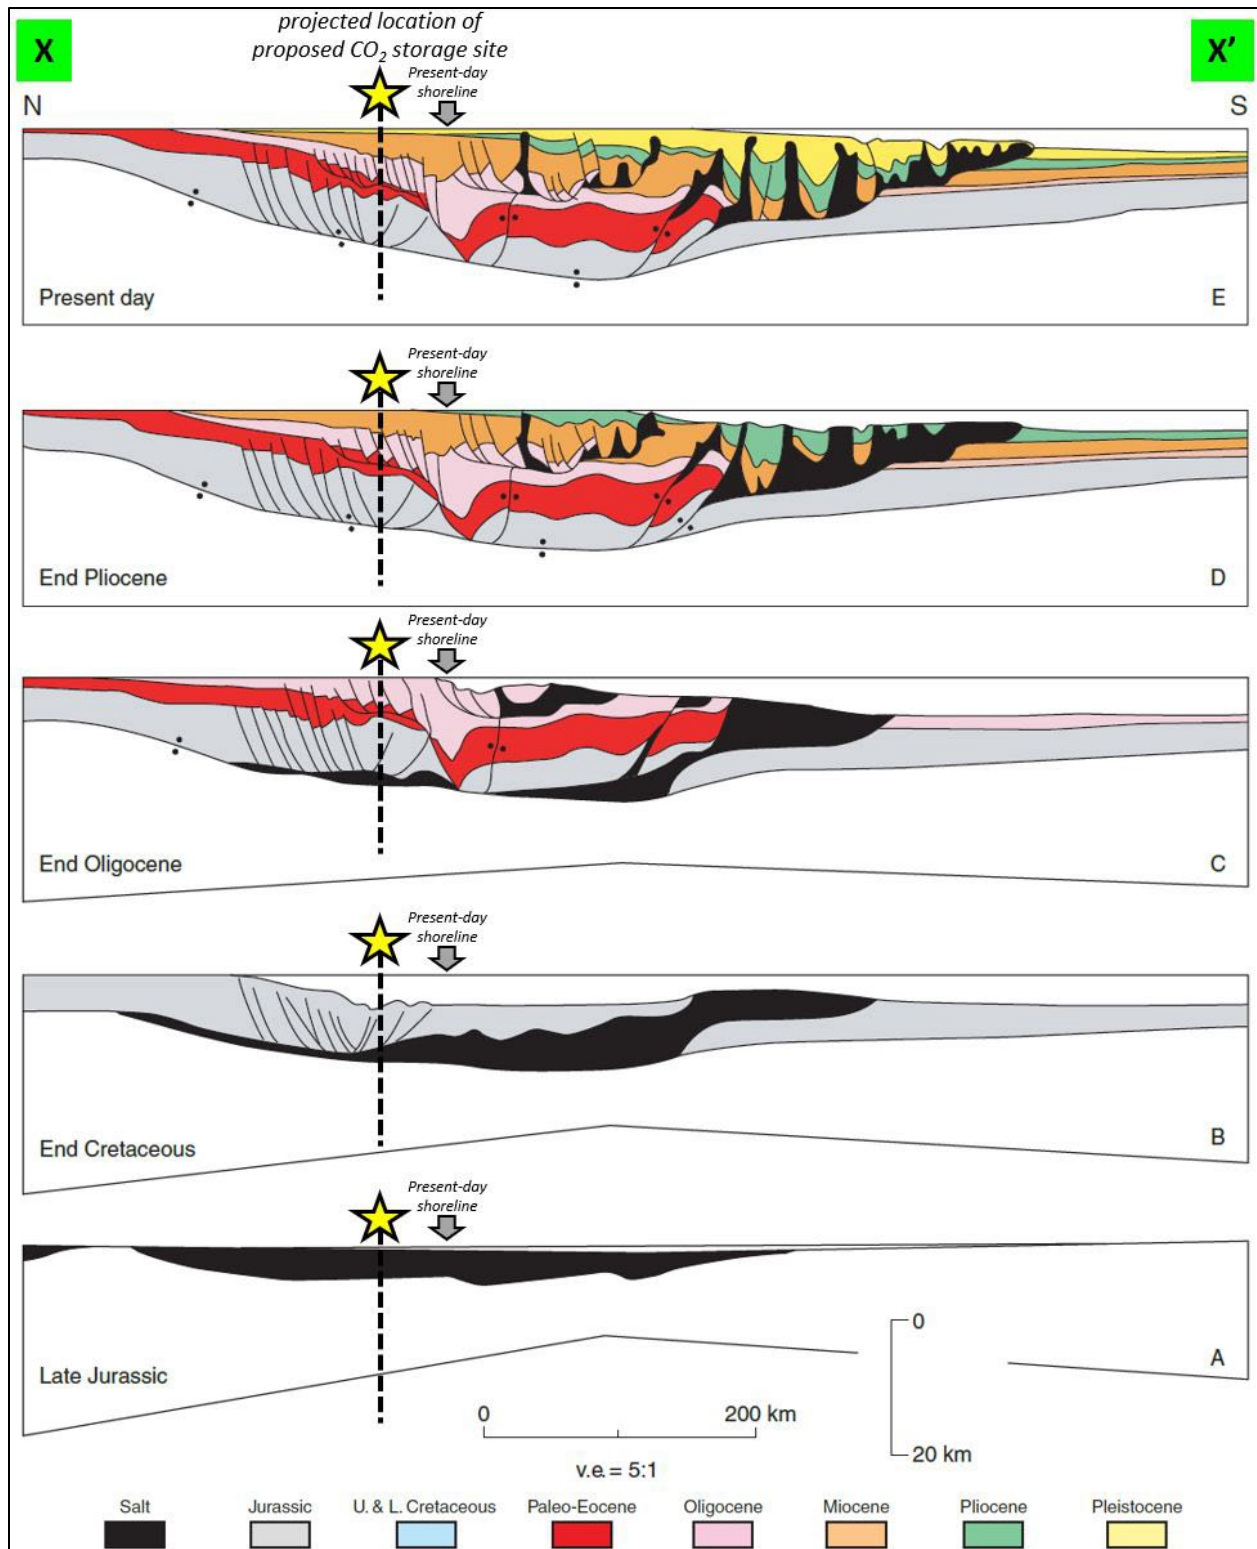 projected location of
proposed CO₂ storage site
X
X’
N
S
Present-day
shoreline
Present day
E
Present-day
shoreline
End Pliocene
D
Present-day
shoreline
End Oligocene
C
Present-day
shoreline
End Cretaceous
B
Present-day
shoreline
Late Jurassic
A
0
20 km
0
200 km
v.e. = 5:1
Salt
Jurassic
U. & L. Cretaceous
Paleo-Eocene
Oligocene
Miocene
Pliocene
Pleistocene